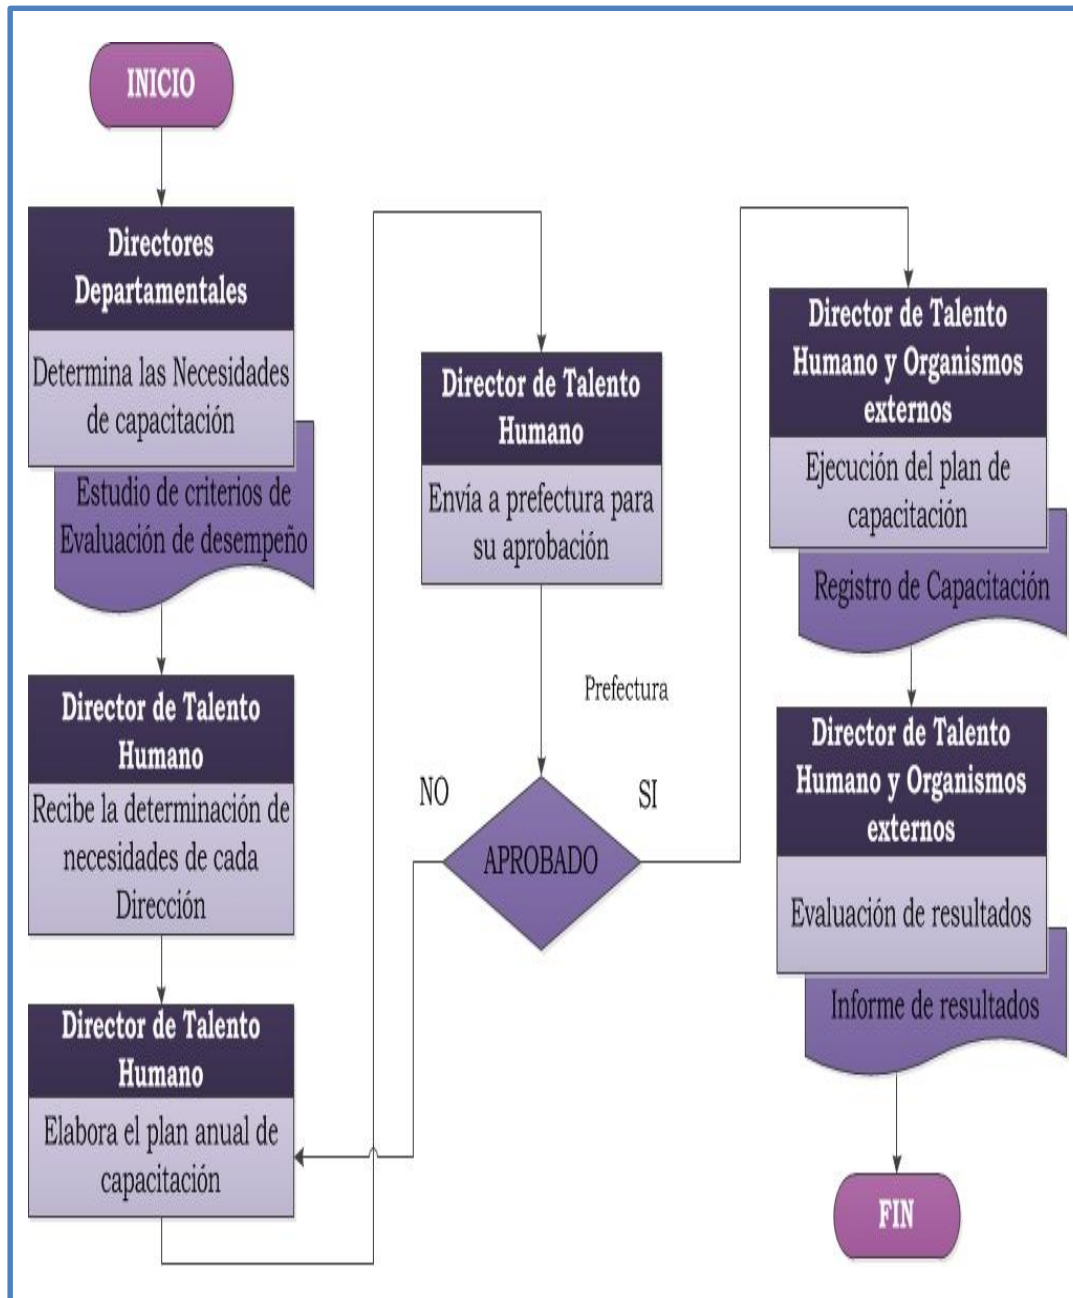 INICIO
Directores
Departamentales
Determina las Necesidades
de capacitación
Estudio de criterios de
Evaluación de desempeño
Director de Talento
Humano
Recibe la determinación de
necesidades de cada
Dirección
Director de Talento
Humano
Elabora el plan anual de
capacitación
Director de Talento
Humano
Envía a prefectura para
su aprobación
Prefectura
NO
SI
APROBADO
Director de Talento
Humano y Organismos
externos
Ejecución del plan de
capacitación
Registro de Capacitación
Director de Talento
Humano y Organismos
externos
Evaluación de resultados
Informe de resultados
FIN